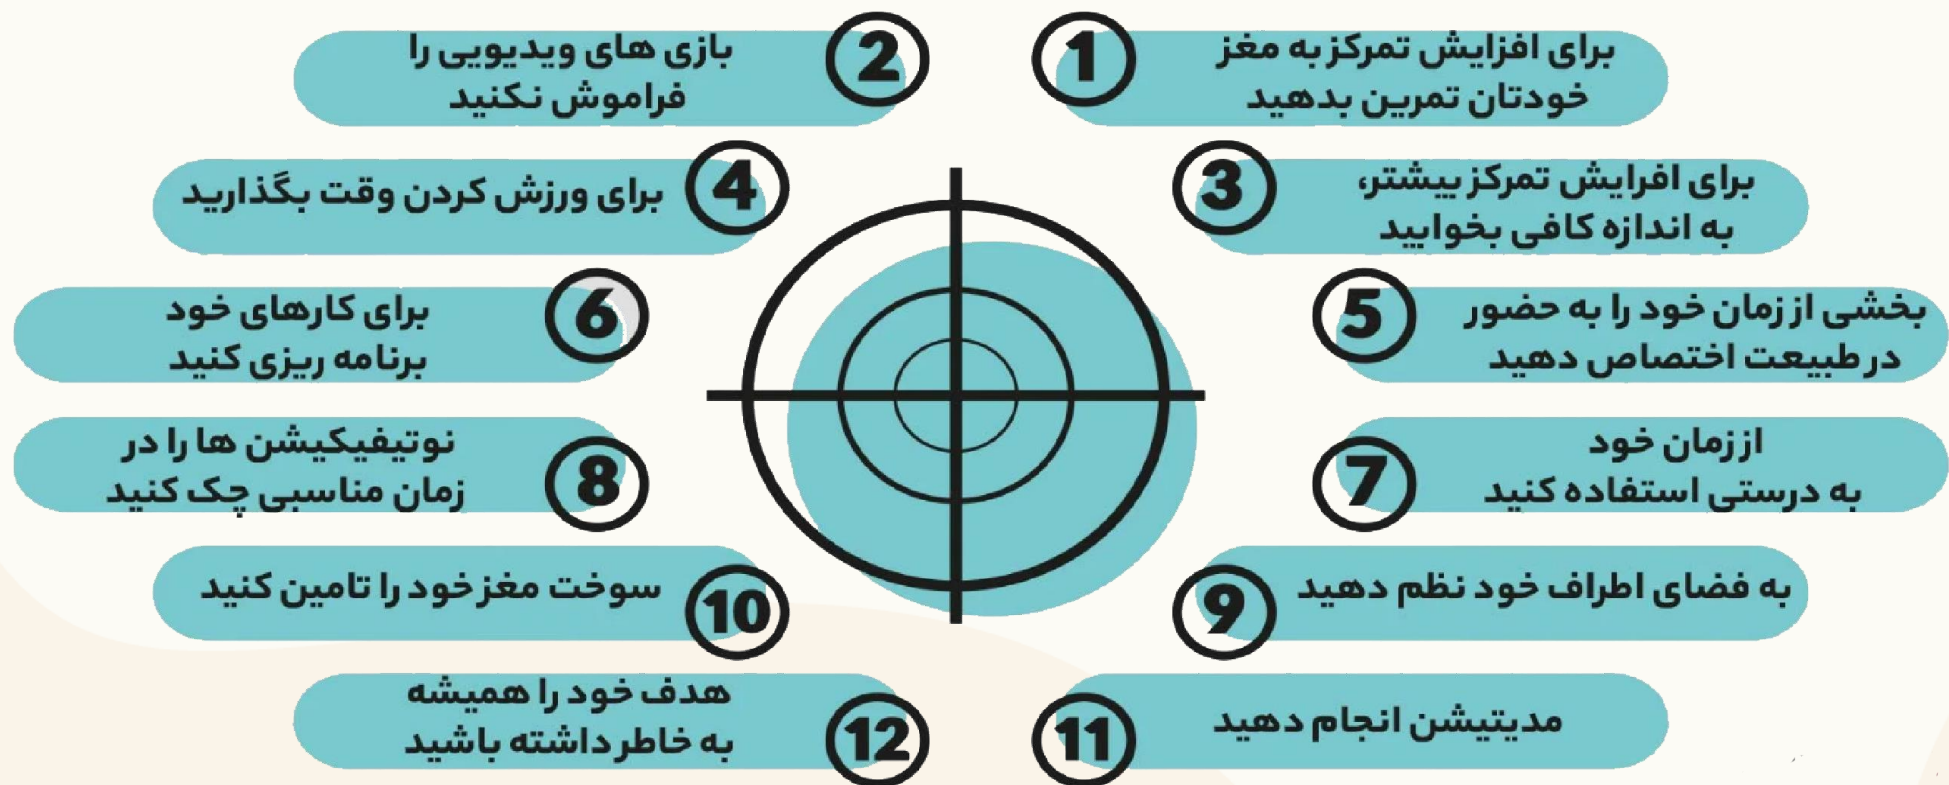 1
برای افزایش تمرکز به مغز
خودتان تمرین بدهید
2
بازی های ویدیویی را
فراموش نکنید
3
برای افرایش تمرکز بیشتر،
به اندازه کافی بخوابید
4
برای ورزش کردن وقت بگذارید
5
بخشی از زمان خود را به حضور
در طبیعت اختصاص دهید
6
برای کارهای خود
برنامه ریزی کنید
7
از زمان خود
به درستی استفاده کنید
8
نوتیفیکیشن ها را در
زمان مناسبی چک کنید
9
به فضای اطراف خود نظم دهید
10
سوخت مغز خود را تامین کنید
11
مدیتیشن انجام دهید
12
هدف خود را همیشه
به خاطر داشته باشید